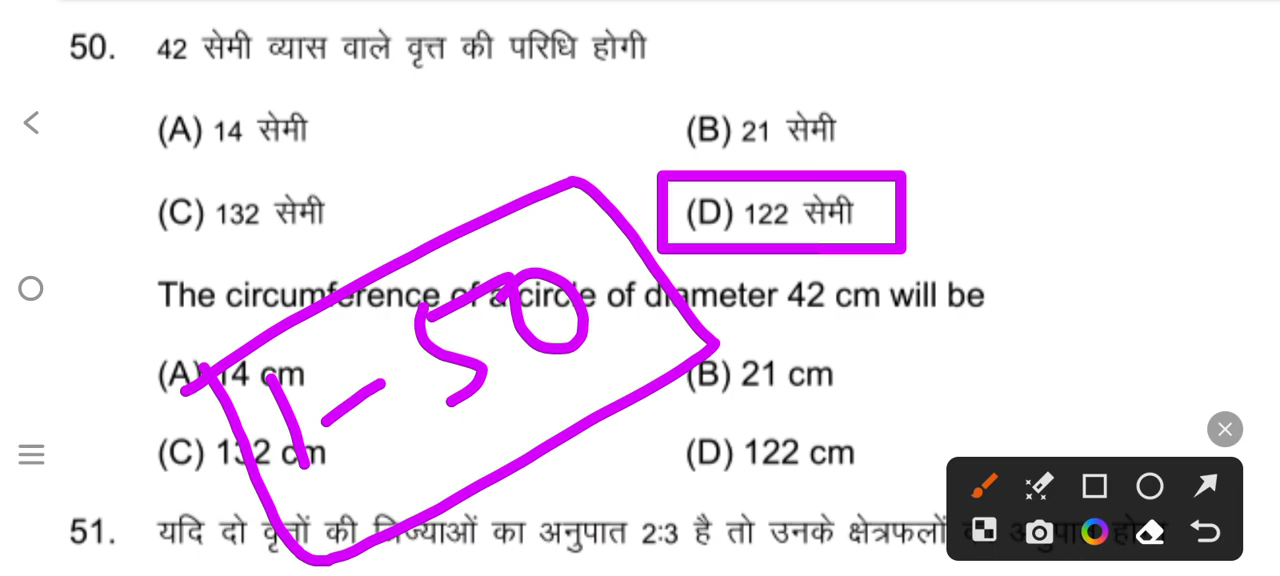 50. 42 सेमी व्यास वाले वृत्त की परिधि होगी
(A) 14 सेमी (B) 21 सेमी
(C) 132 सेमी (D) 122 सेमी
The circumference of a circle of diameter 42 cm will be
1-50
(A) 14 cm (B) 21 cm
(C) 132 cm (D) 122 cm
51. यदि दो वृत्तों की त्रिज्याओं का अनुपात 2:3 है तो उनके क्षेत्रफलों